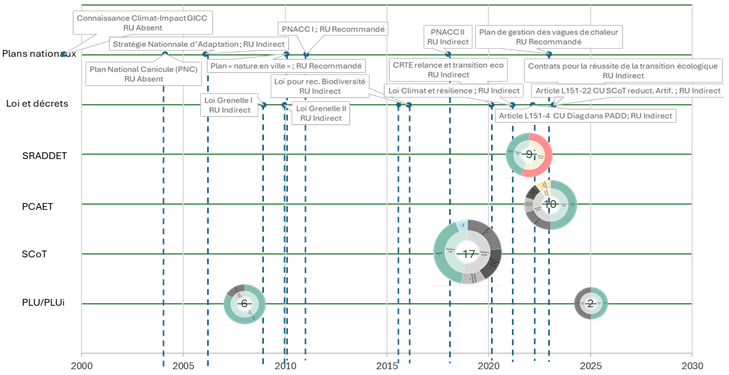 Connaissance Climat-Impact GICC
RU Absent
PNACC I ; RU Recommandé
PNACC II
RU Indirect
Plan de gestion des vagues de chaleur
RU Recommandé
Stratégie Nationnale d'Adaptation ; RU Indirect
Plans nationaux
Plan National Canicule (PNC)
RU Absent
Plan « nature en ville » ; RU Recommandé
CRTE relance et transition eco
RU Indirect
Contrats pour la réussite de la transition écologique
RU Indirect
Loi pour rec. Biodiversité
RU Indirect
Loi Climat et résilience ; RU Indirect
Article L151-22 CU SCoT reduct. Artif. ; RU Indirect
Loi et décrets
Loi Grenelle I
RU Indirect
Loi Grenelle II
RU Indirect
Article L151-4 CU Diag dans PADD; RU Indirect
SRADDET
9
PCAET
10
SCoT
17
PLU/PLUi
6
2
2000
2005
2010
2015
2020
2025
2030